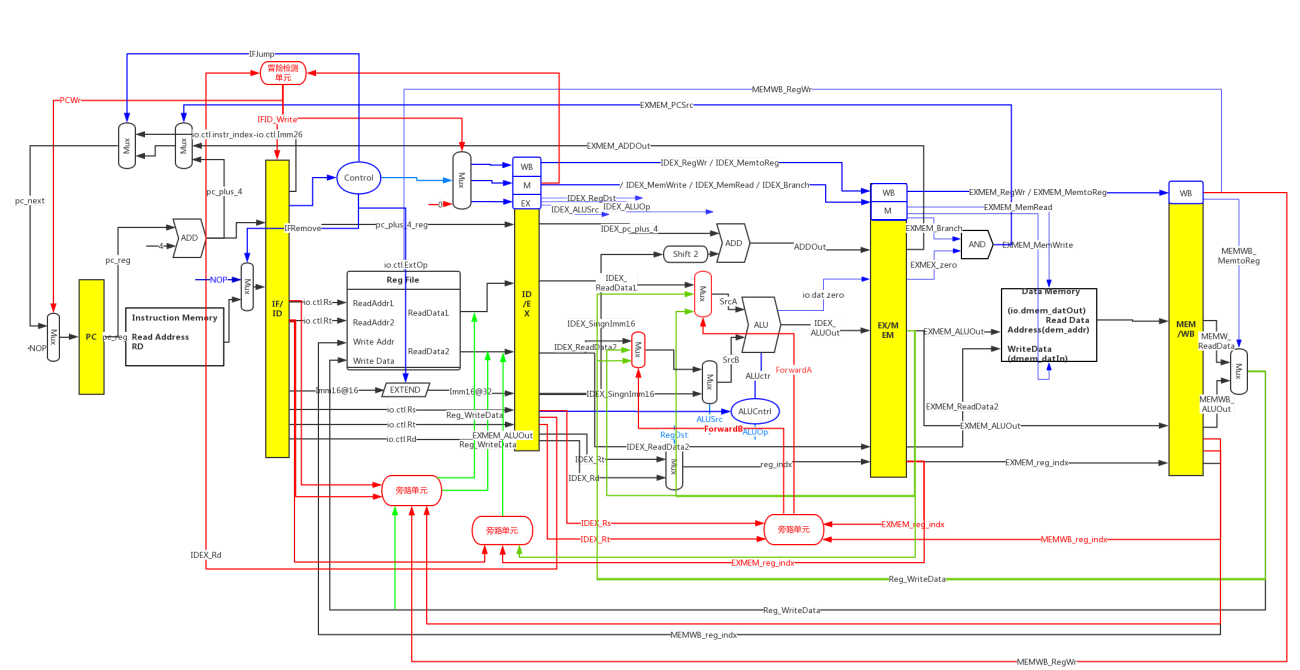 IFJump
冒险检测
单元
MEMWB_RegWr
PCWr
EXMEM_PCSrc
IFID_Write
io.ctl.instr_index-io.ctl.Imm26
Mux
Mux
EXMEM_ADDOut
Mux
WB
IDEX_RegWr / IDEX_MemtoReg
Control
M
/ IDEX_MemWrite / IDEX_MemRead / IDEX_Branch
WB
EXMEM_RegWr / EXMEM_MemtoReg
WB
pc_plus_4
pc_next
0
EX
IDEX_RegDst
IDEX_ALUSrc
IDEX_ALUOp
M
EXMEM_MemRead
IFRemove
pc_plus_4_reg
IDEX_pc_plus_4
EXMEM_Branch
ADD
4
ADD
ADDOut
AND
EXMEM_MemWrite
Shift 2
MEMWB_
MemtoReg
pc_reg
io.ctl.ExtOp
EXMEX_zero
NOP
Mux
Reg File
IDEX_
ReadData1
Mux
io.dat.zero
Data Memory
IF/
ID
io.ctl.Rs
ReadAddr1
ReadData1
ID
/E
X
SrcA
(io.dmem_datOut)
Read Data
Instruction Memory
io.ctl.Rt
ReadAddr2
IDEX_SingnImm16
ALU
IDEX_
ALUOut
EX/M
EM
EXMEM_ALUOut
Address(dem_addr)
MEM
/WB
NOP
Mux
PC
pc_reg
Read Address
RD
Write Addr
Write Data
ReadData2
IDEX_ReadData2
Mux
SrcB
WriteData
(dmem_datIn)
MEMW_
ReadData
Mux
ForwardA
Mux
ALUctr
Imm16@16
EXTEND
Imm16@32
IDEX_SingnImm16
MEMWB_
ALUOut
io.ctl.Rs
Reg_WriteData
ALUCntrl
EXMEM_ReadData2
io.ctl.Rt
ALUSrc
ForwardB
ALUOp
EXMEM_ALUOut
io.ctl.Rd
EXMEM_ALUOut
Reg_WriteData
RegDst
IDEX_ReadData2
IDEX_Rt
Mux
reg_indx
EXMEM_reg_indx
IDEX_Rd
旁路单元
旁路单元
IDEX_Rs
旁路单元
EXMEM_reg_indx
IDEX_Rt
MEMWB_reg_indx
IDEX_Rd
EXMEM_reg_indx
Reg_WriteData
Reg_WriteData
MEMWB_reg_indx
MEMWB_RegWr